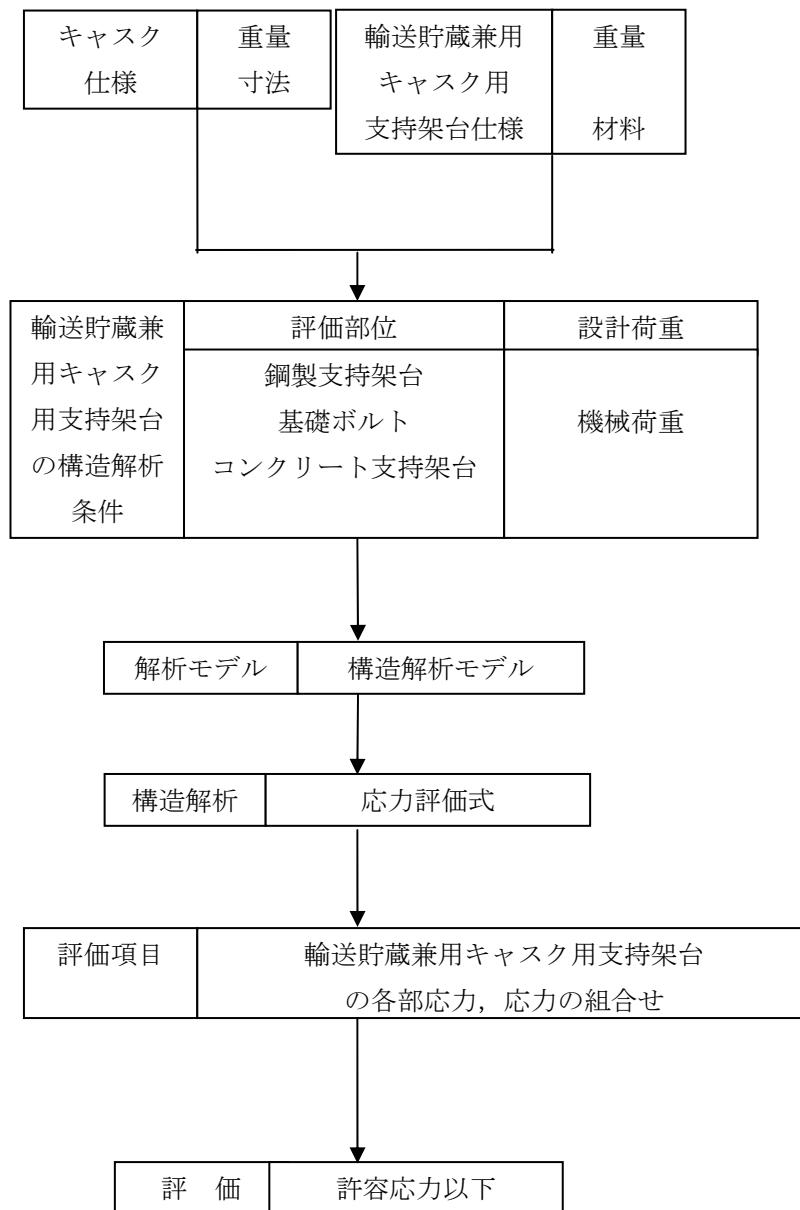 キャスク
仕様
重量
寸法
輸送貯蔵兼用
キャスク用
支持架台仕様
重量
材料
輸送貯蔵兼
用キャスク
用支持架台
の構造解析
条件
評価部位
鋼製支持架台
基礎ボルト
コンクリート支持架台
設計荷重
機械荷重
解析モデル
構造解析モデル
構造解析
応力評価式
評価項目
輸送貯蔵兼用キャスク用支持架台
の各部応力，応力の組合せ
評　価
許容応力以下